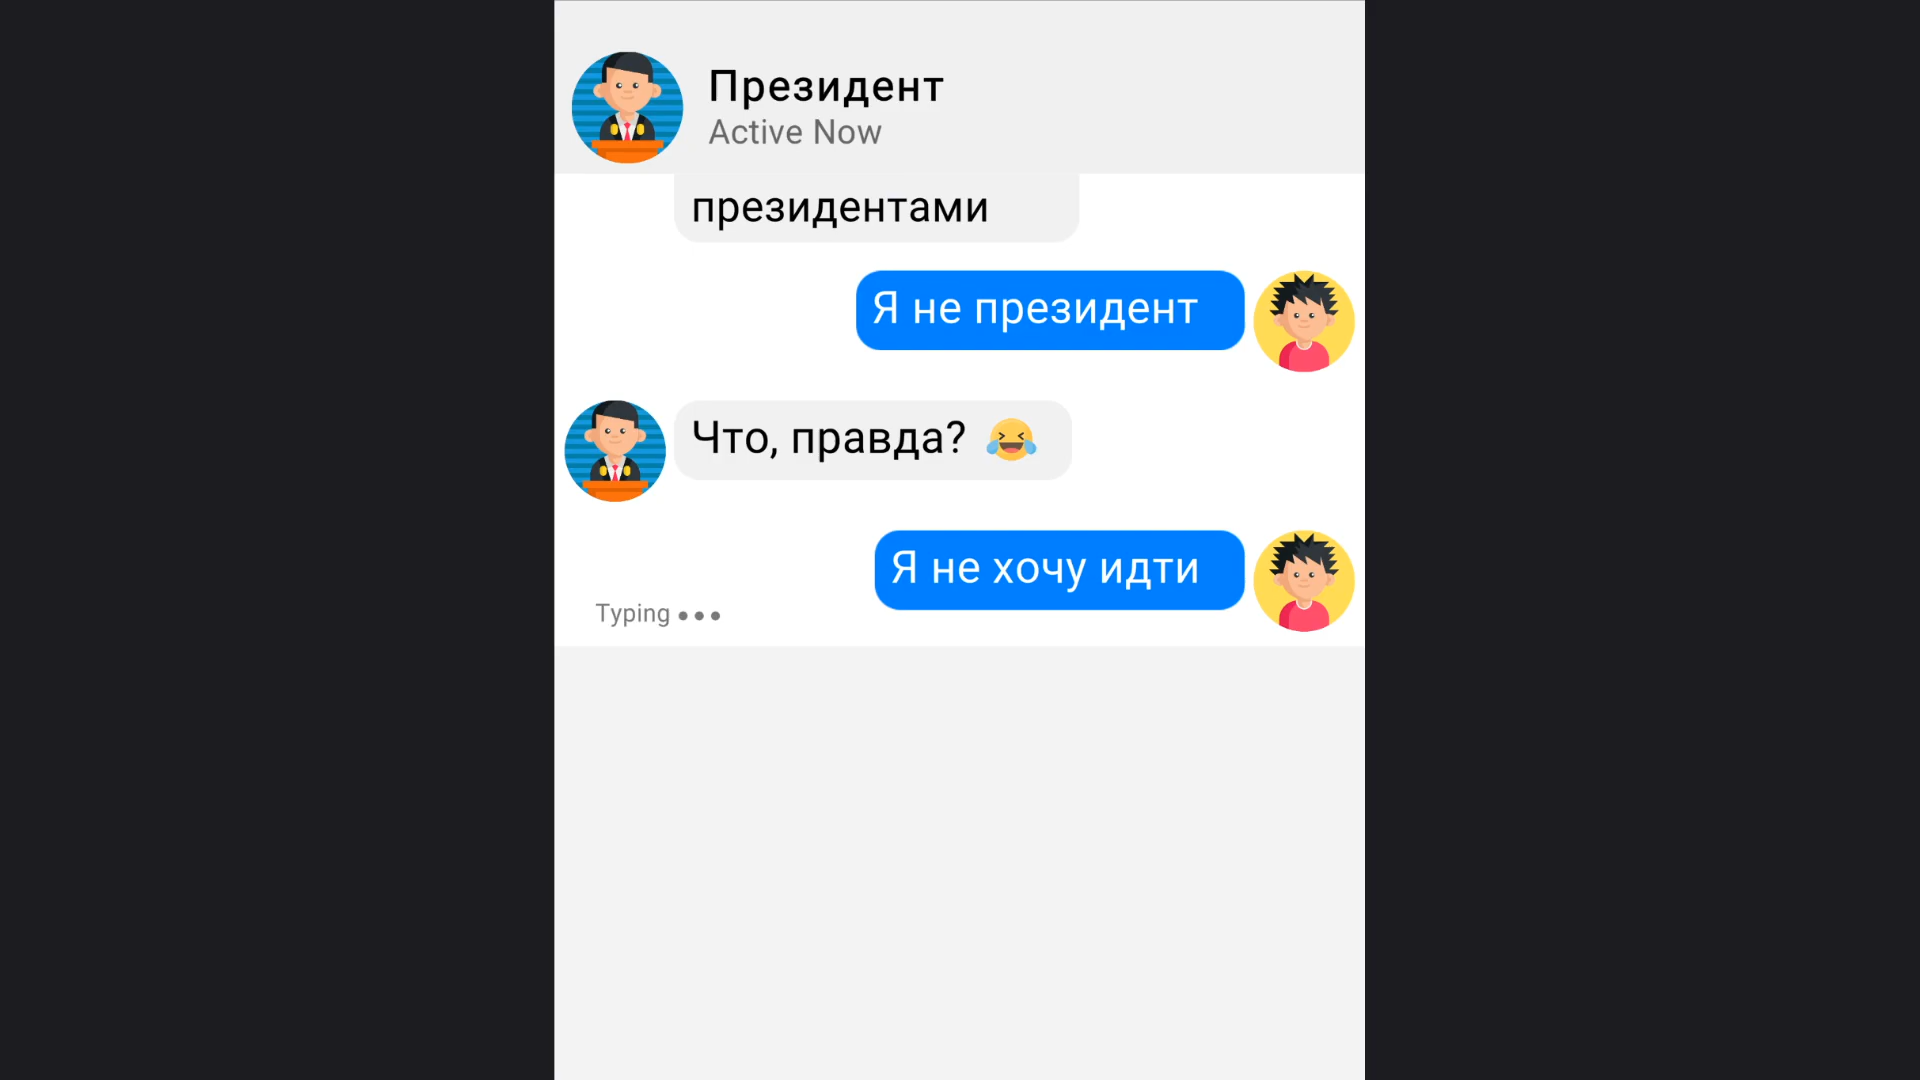 Президент
Active Now
президентами
Я не президент
Что, правда? 😂
Я не хочу идти
Typing